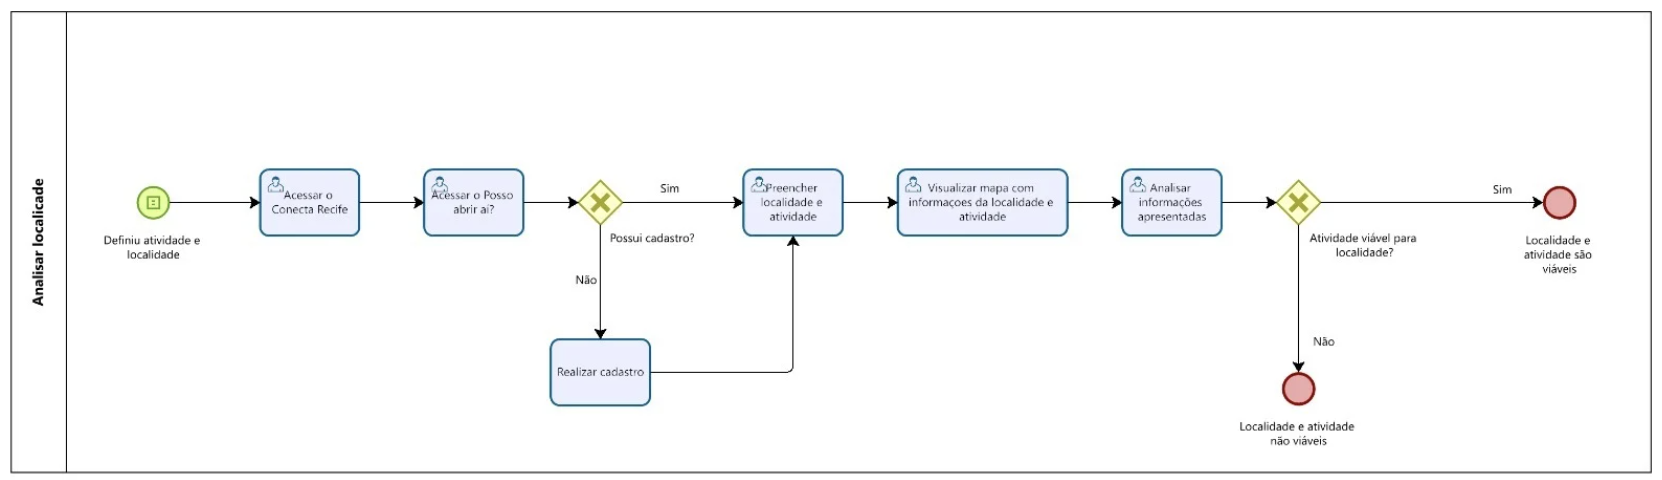 Analisar localicade
Definiu atividade e
localidade
Acessar o
Conecta Recife
Acessar o Posso
abrir aí?
Possui cadastro?
Sim
Não
Realizar cadastro
Preencher
localidade e
atividade
Visualizar mapa com
informaçoes da localidade e
atividade
Analisar
informações
apresentadas
Atividade viável para
localidade?
Sim
Localidade e
atividade são
viáveis
Não
Localidade e atividade
não viáveis